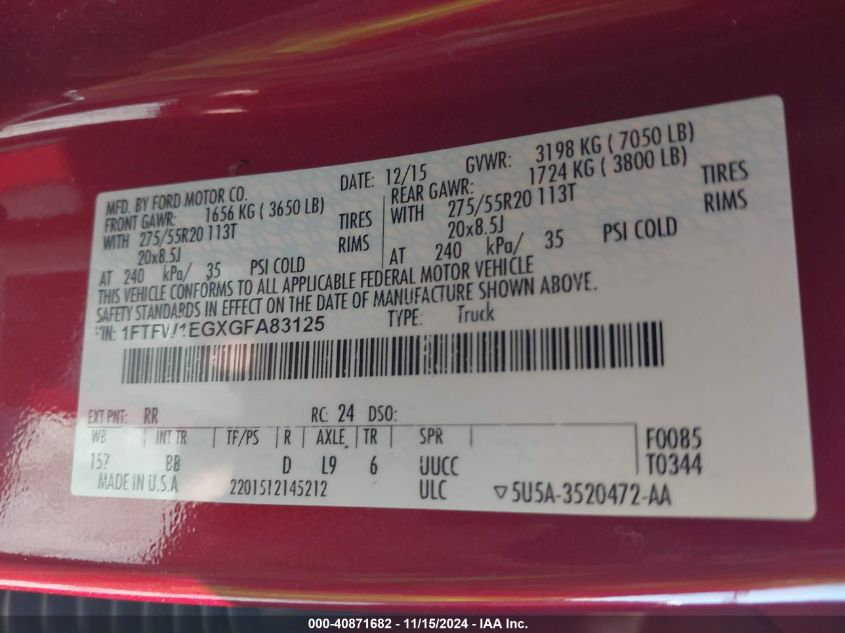 MFD. BY FORD MOTOR CO. DATE: 12/15 GVWR: 3198 KG ( 7050 LB)
FRONT GAWR: 1656 KG ( 3650 LB) REAR GAWR: 1724 KG ( 3800 LB)
WITH 275/55R20 113T TIRES WITH 275/55R20 113T TIRES
20x8.5J RIMS 20x8.5J RIMS
AT 240 kPa/ 35 PSI COLD AT 240 kPa/ 35 PSI COLD
THIS VEHICLE CONFORMS TO ALL APPLICABLE FEDERAL MOTOR VEHICLE
SAFETY STANDARDS IN EFFECT ON THE DATE OF MANUFACTURE SHOWN ABOVE.
VIN: 1FTFW1EGXGFA83125 TYPE: Truck
EXT PNT: RR RC: 24 DSO:
WB INT TR TF/PS R AXLE TR SPR F0085
157 BB D L9 6 UUCC T0344
MADE IN U.S.A 2201512145212 ULC ▽5U5A-3520472-AA
000-40871682 - 11/15/2024 - IAA Inc.